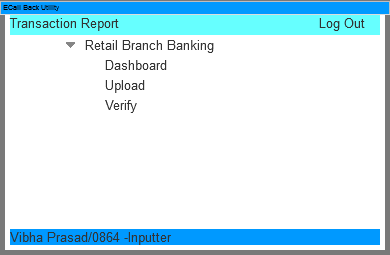 ECall Back Utility
Transaction Report Log Out
Retail Branch Banking
Dashboard
Upload
Verify
Vibha Prasad/0864 -Inputter